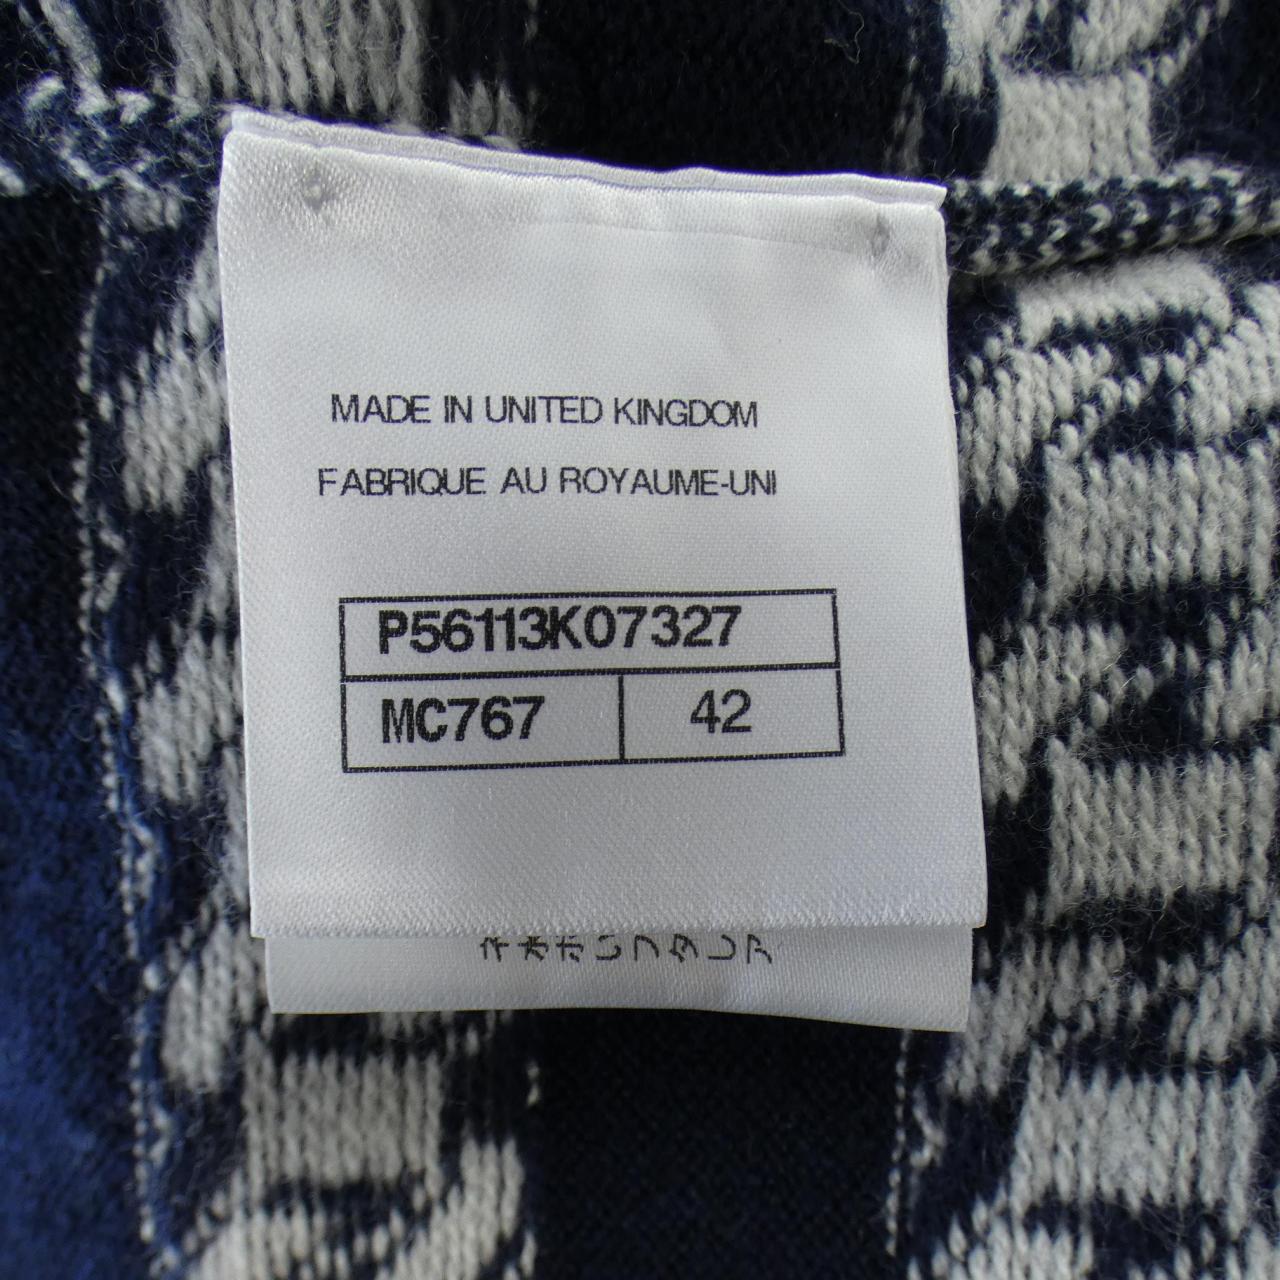 MADE IN UNITED KINGDOM
FABRIQUE AU ROYAUME-UNI
P56113K07327
MC767
42